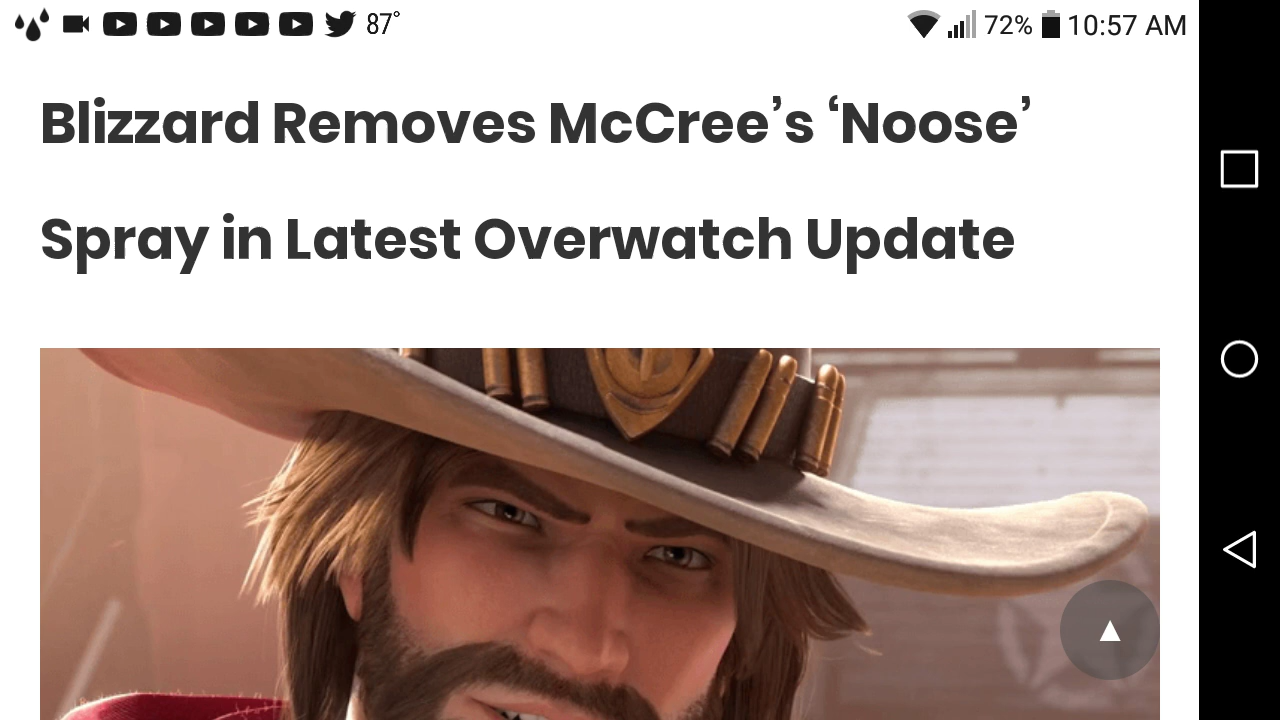 87°
72%
10:57 AM
Blizzard Removes McCree’s ‘Noose’
Spray in Latest Overwatch Update